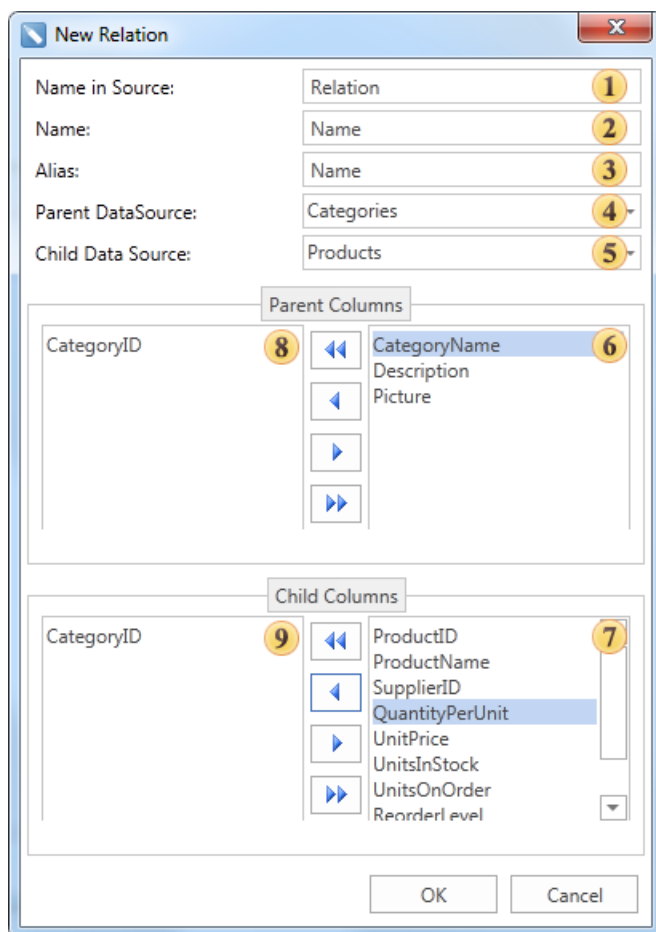 New Relation
Name in Source: Relation 1
Name: Name 2
Alias: Name 3
Parent DataSource: Categories 4
Child Data Source: Products 5
Parent Columns
CategoryID 8 CategoryName 6
Description
Picture
Child Columns
CategoryID 9 ProductID 7
ProductName
SupplierID
QuantityPerUnit
UnitPrice
UnitsInStock
UnitsOnOrder
ReorderLevel
OK Cancel